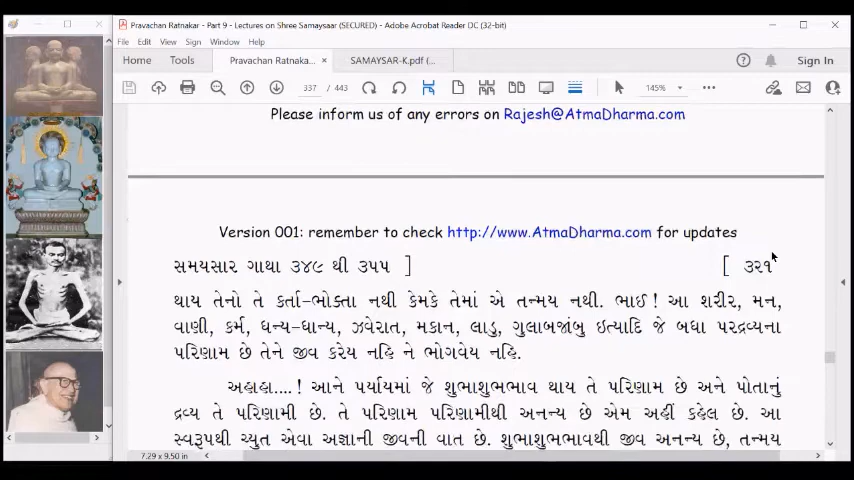 Pravachan Ratnakar - Part 9 - Lectures on Shree Samaysaar (SECURED) - Adobe Acrobat Reader DC (32-bit)
File Edit View Sign Window Help
Home Tools Pravachan Ratnaka... × SAMAYSAR-K.pdf (... Sign In
337 / 443 145%
Please inform us of any errors on Rajesh@AtmaDharma.com
Version 001: remember to check http://www.AtmaDharma.com for updates
સમયસાર ગાથા ૩૪૯ થી ૩૫૫ ] [ ૩૨૧
થાય તેનો તે કર્તા-ભોક્તા નથી કેમકે તેમાં એ તન્મય નથી. ભાઈ! આ શરીર, મન,
વાણી, કર્મ, ધન્ય-ધાન્ય, ઝવેરાત, મકાન, લાડુ, ગુલાબજાંબુ ઇત્યાદિ જે બધા પરદ્રવ્યના
પરિણામ છે તેને જીવ કરેય નહિ ને ભોગવેય નહિ.
અહાહા....! આને પર્યાયમાં જે શુભાશુભભાવ થાય તે પરિણામ છે અને પોતાનું
દ્રવ્ય તે પરિણામી છે. તે પરિણામ પરિણામીથી અનન્ય છે એમ અહીં કહેલ છે. આ
સ્વરૂપથી ચ્યુત એવા અજ્ઞાની જીવની વાત છે. શુભાશુભભાવથી જીવ અનન્ય છે, તન્મય
7.29 x 9.50 in